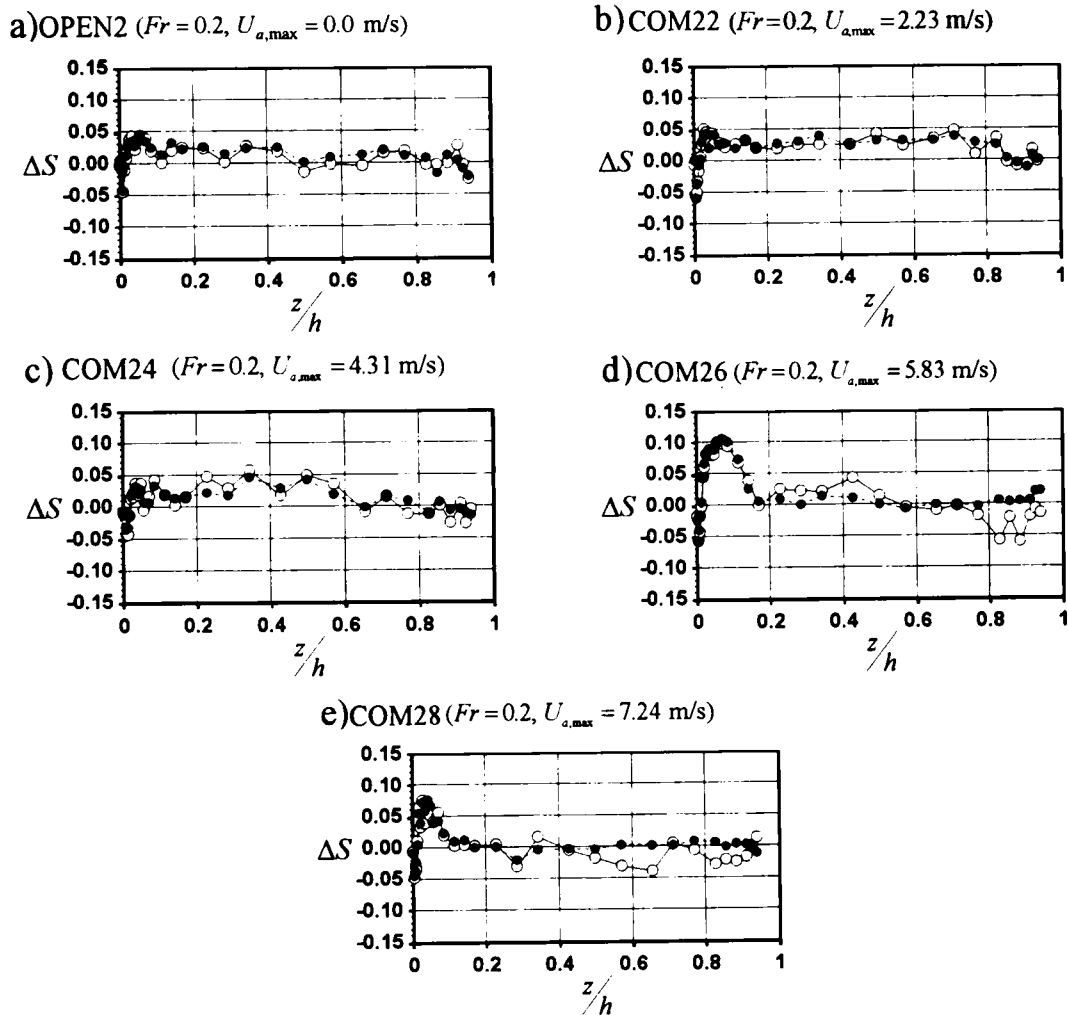 a)OPEN2 (Fr = 0.2, U_{a,max} = 0.0 m/s)
b)COM22 (Fr = 0.2, U_{a,max} = 2.23 m/s)
0.15
0.10
0.05
0.00
-0.05
-0.10
-0.15
ΔS
0 0.2 0.4 0.6 0.8 1
z/h
0.15
0.10
0.05
0.00
-0.05
-0.10
-0.15
ΔS
0 0.2 0.4 0.6 0.8 1
z/h
c) COM24 (Fr = 0.2, U_{a,max} = 4.31 m/s)
d)COM26 (Fr = 0.2, U_{a,max} = 5.83 m/s)
0.15
0.10
0.05
0.00
-0.05
-0.10
-0.15
ΔS
0 0.2 0.4 0.6 0.8 1
z/h
0.15
0.10
0.05
0.00
-0.05
-0.10
-0.15
ΔS
0 0.2 0.4 0.6 0.8 1
z/h
e)COM28 (Fr = 0.2, U_{a,max} = 7.24 m/s)
0.15
0.10
0.05
0.00
-0.05
-0.10
-0.15
ΔS
0 0.2 0.4 0.6 0.8 1
z/h